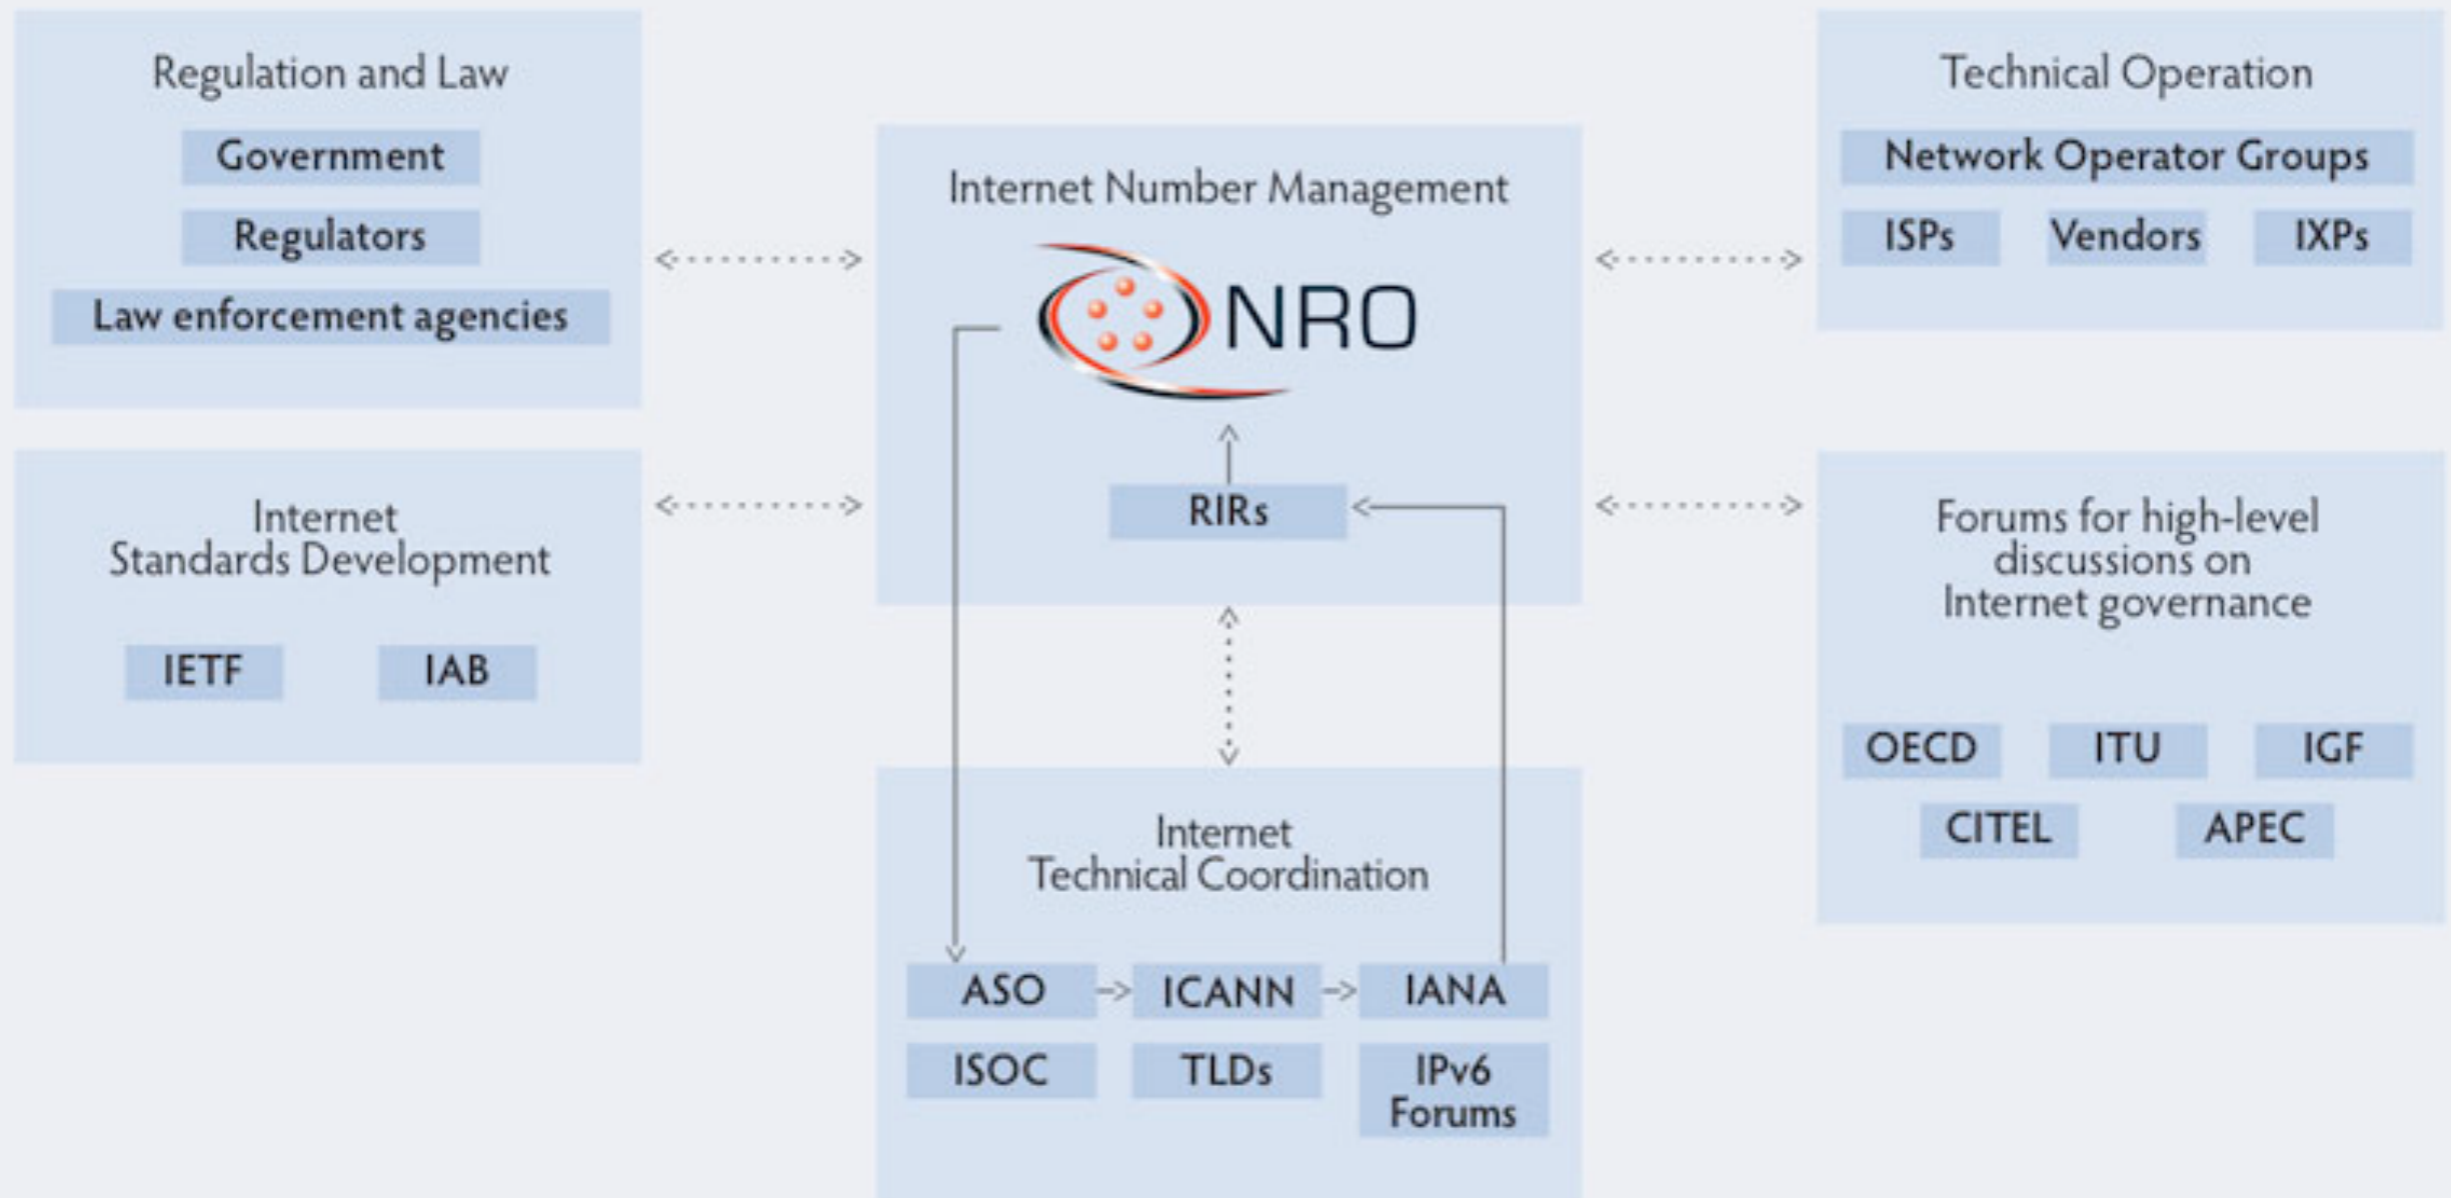 Regulation and Law
Government
Regulators
Law enforcement agencies
Internet
Standards Development
IETF
IAB
Internet Number Management
NRO
RIRs
Internet
Technical Coordination
ASO
ICANN
IANA
ISOC
TLDs
IPv6
Forums
Technical Operation
Network Operator Groups
ISPs
Vendors
IXPs
Forums for high-level
discussions on
Internet governance
OECD
ITU
IGF
CITEL
APEC